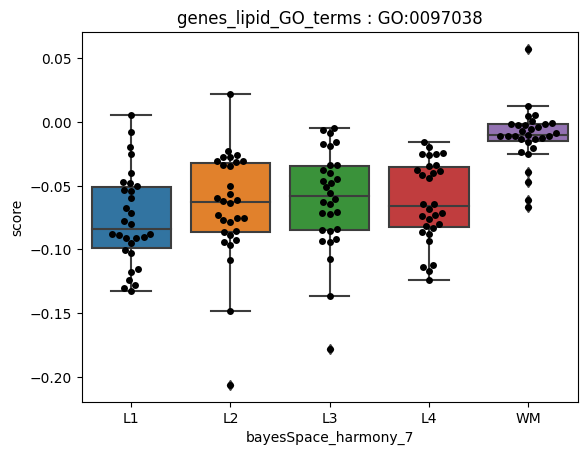 genes_lipid_GO_terms : GO:0097038
0.05
0.00
−0.05
−0.10
−0.15
−0.20
score
L1 L2 L3 L4 WM
bayesSpace_harmony_7